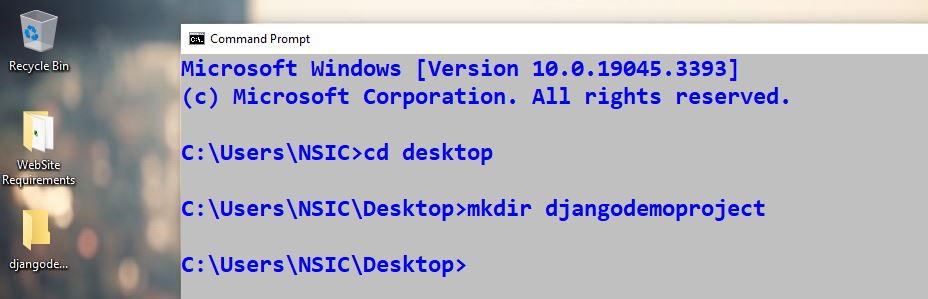 Recycle Bin
WebSite
Requirements
djangode...
Command Prompt
Microsoft Windows [Version 10.0.19045.3393]
(c) Microsoft Corporation. All rights reserved.
C:\Users\NSIC>cd desktop
C:\Users\NSIC\Desktop>mkdir djangodemoproject
C:\Users\NSIC\Desktop>